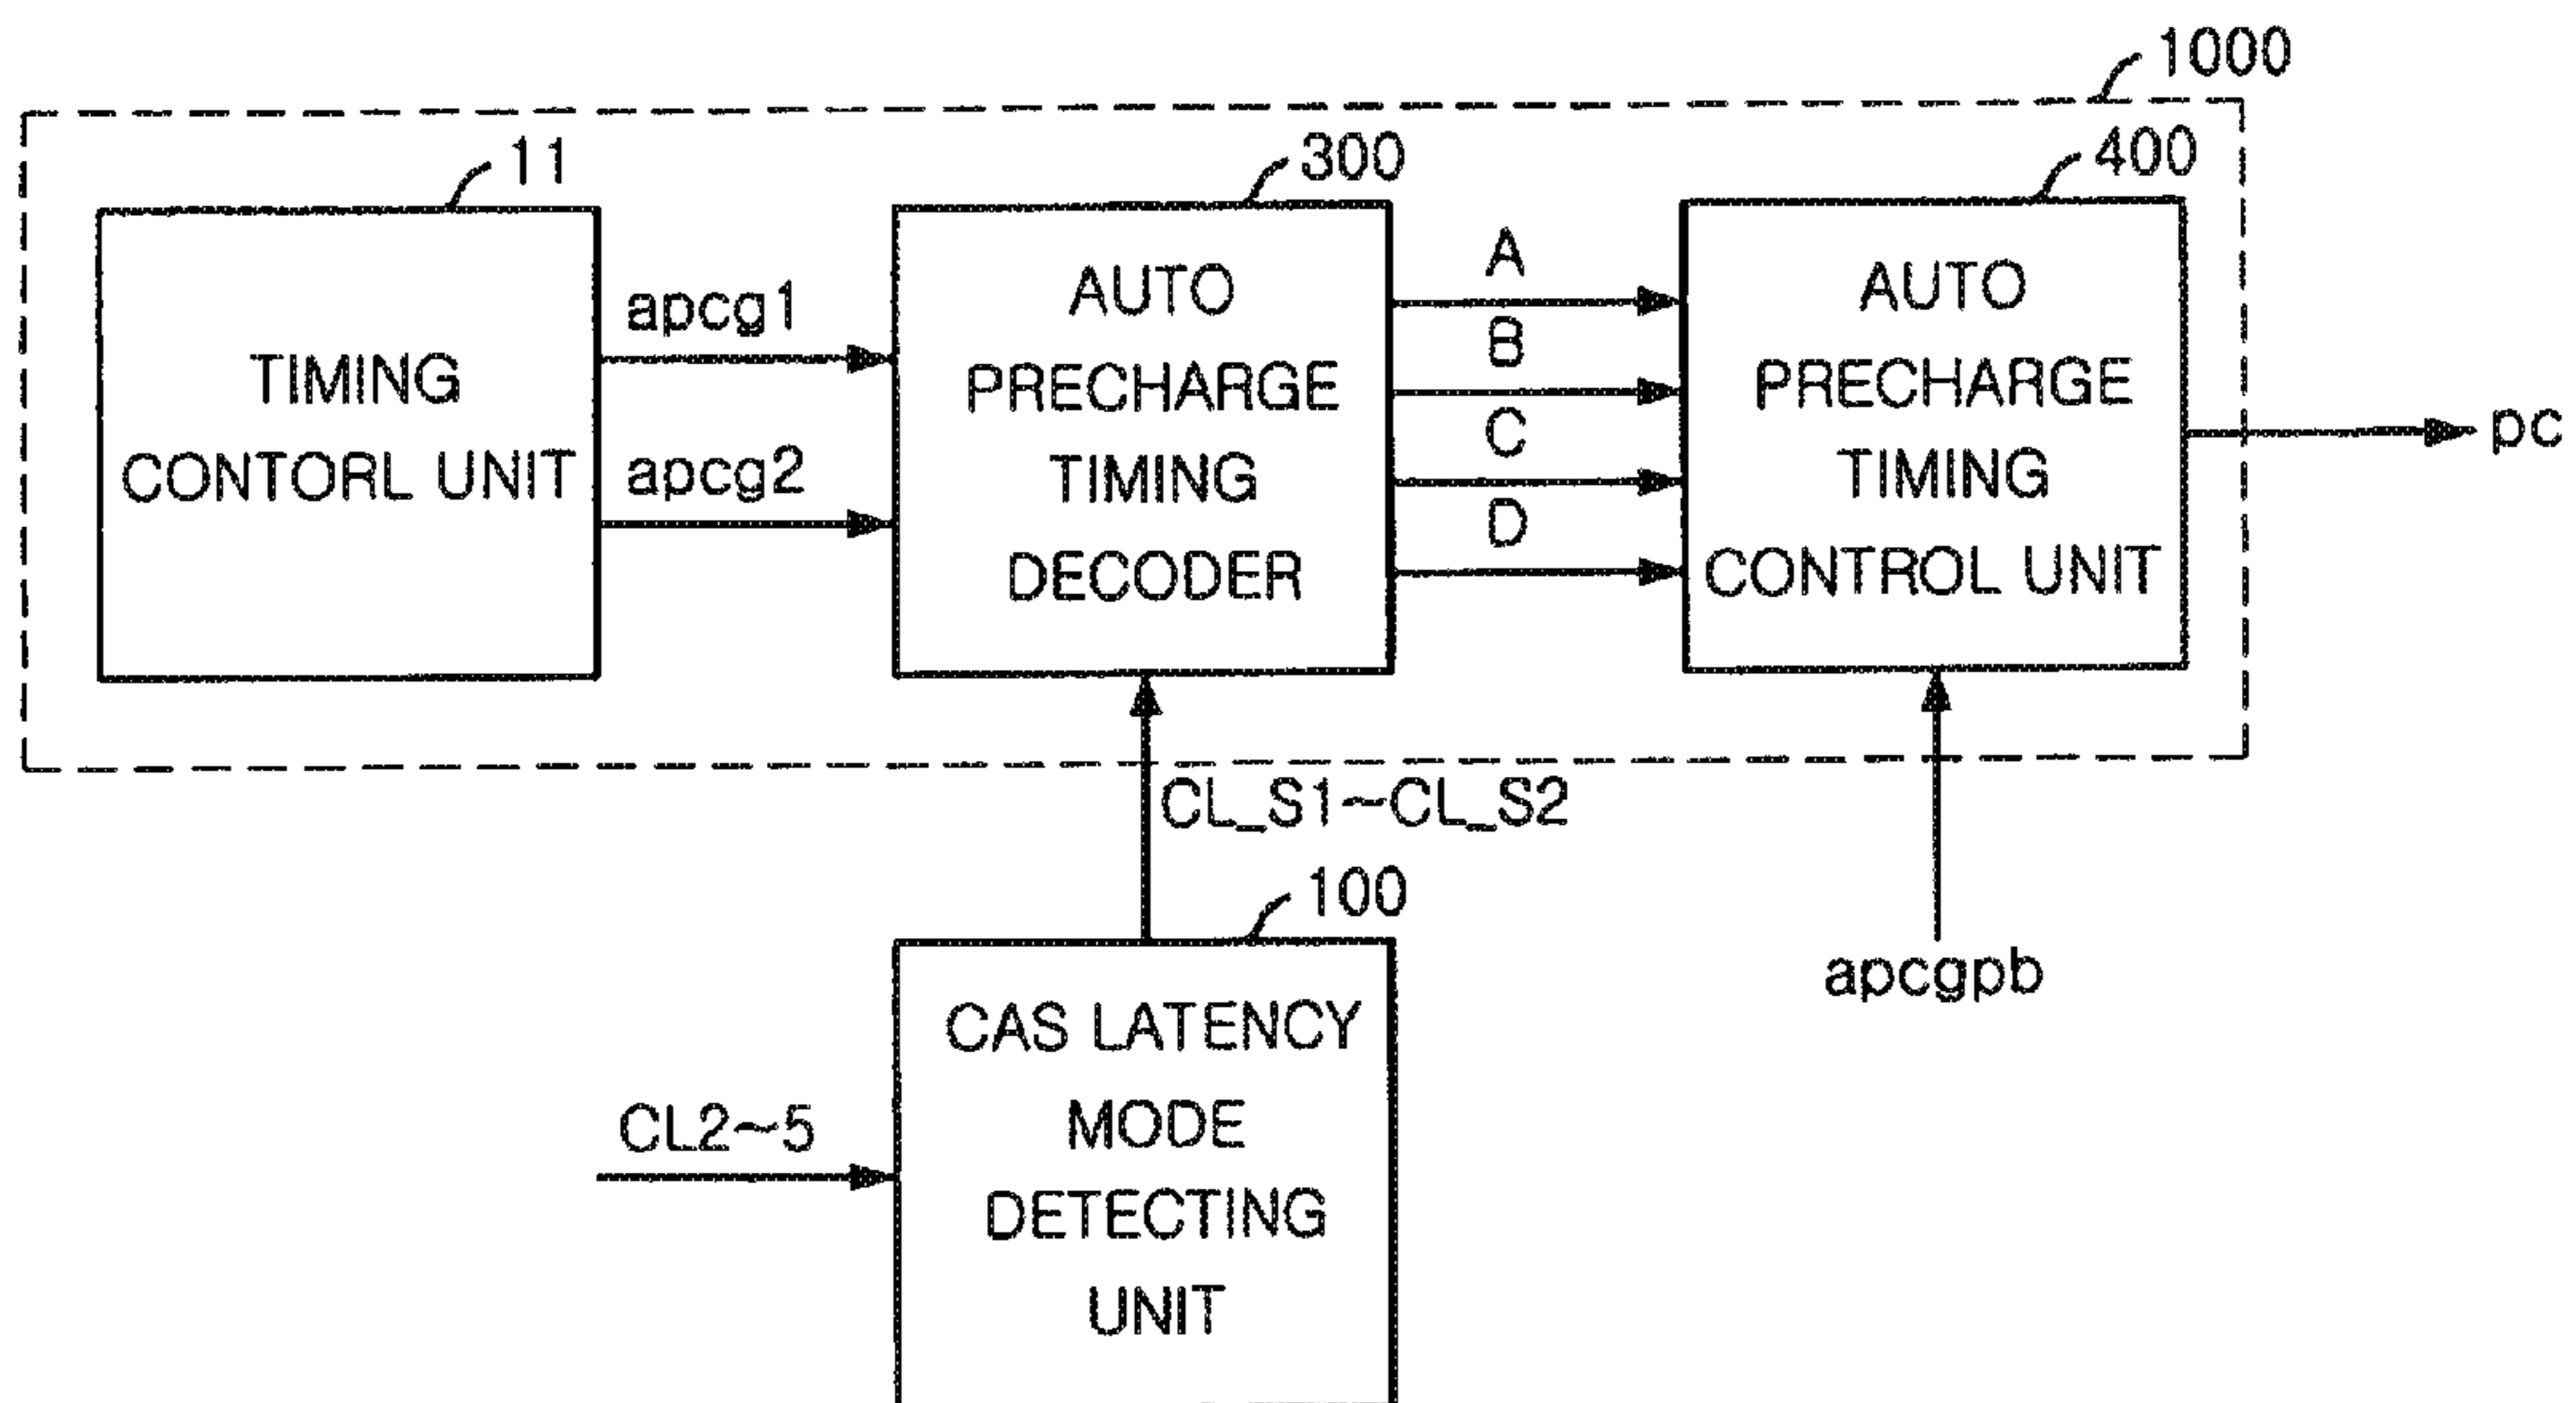 1000
11
300
400
TIMING
CONTORL UNIT
apcg1
apcg2
AUTO
PRECHARGE
TIMING
DECODER
A
B
C
D
AUTO
PRECHARGE
TIMING
CONTROL UNIT
pc
CL_S1~CL_S2
apcgpb
100
CL2~5
CAS LATENCY
MODE
DETECTING
UNIT